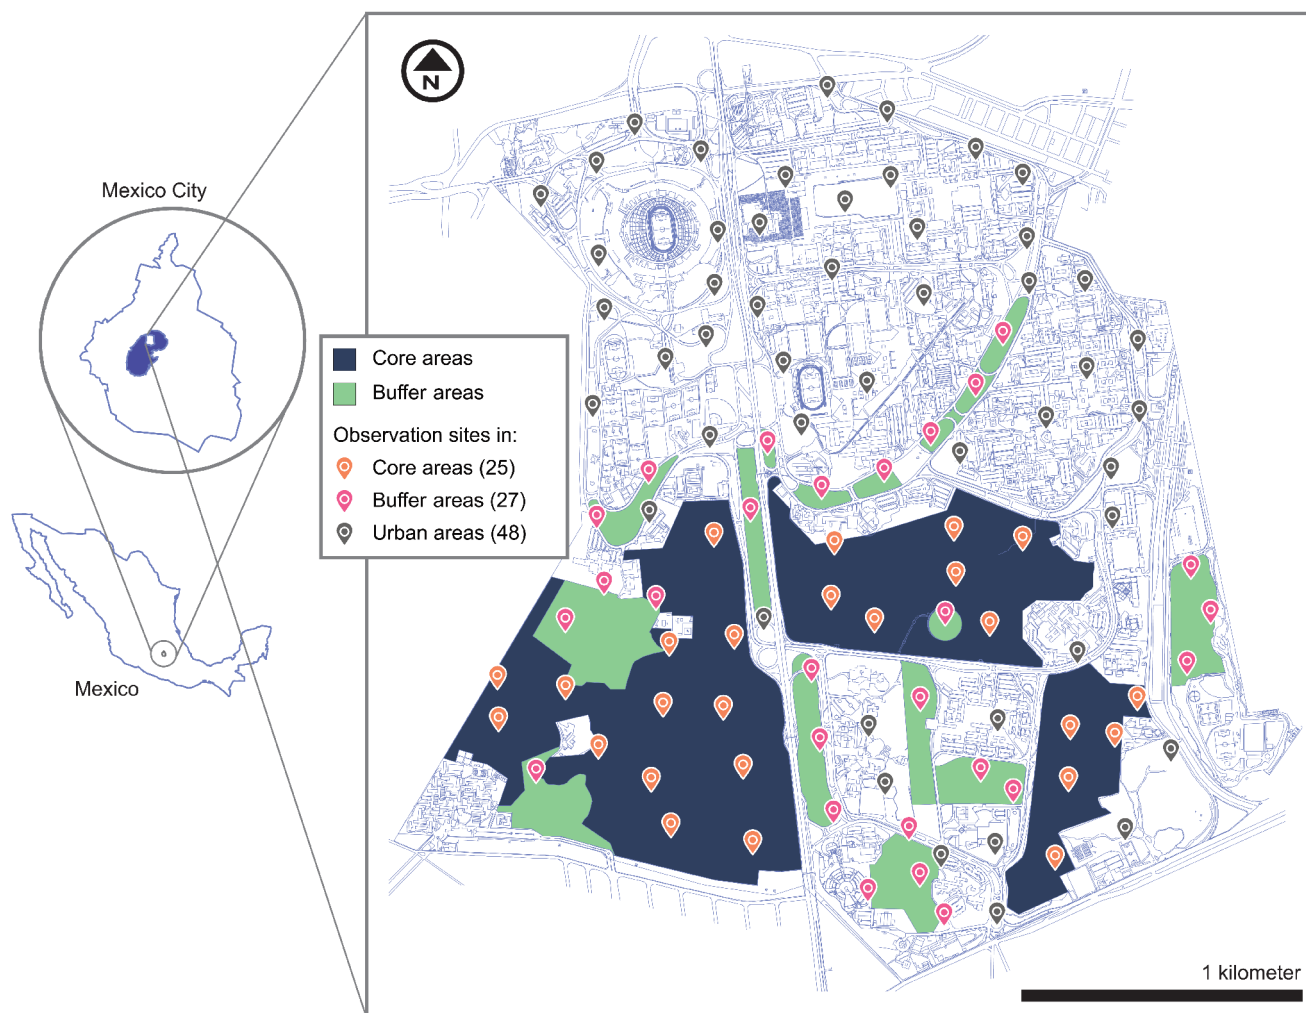 N
Mexico City
Core areas
Buffer areas
Observation sites in:
Core areas (25)
Buffer areas (27)
Urban areas (48)
Mexico
1 kilometer